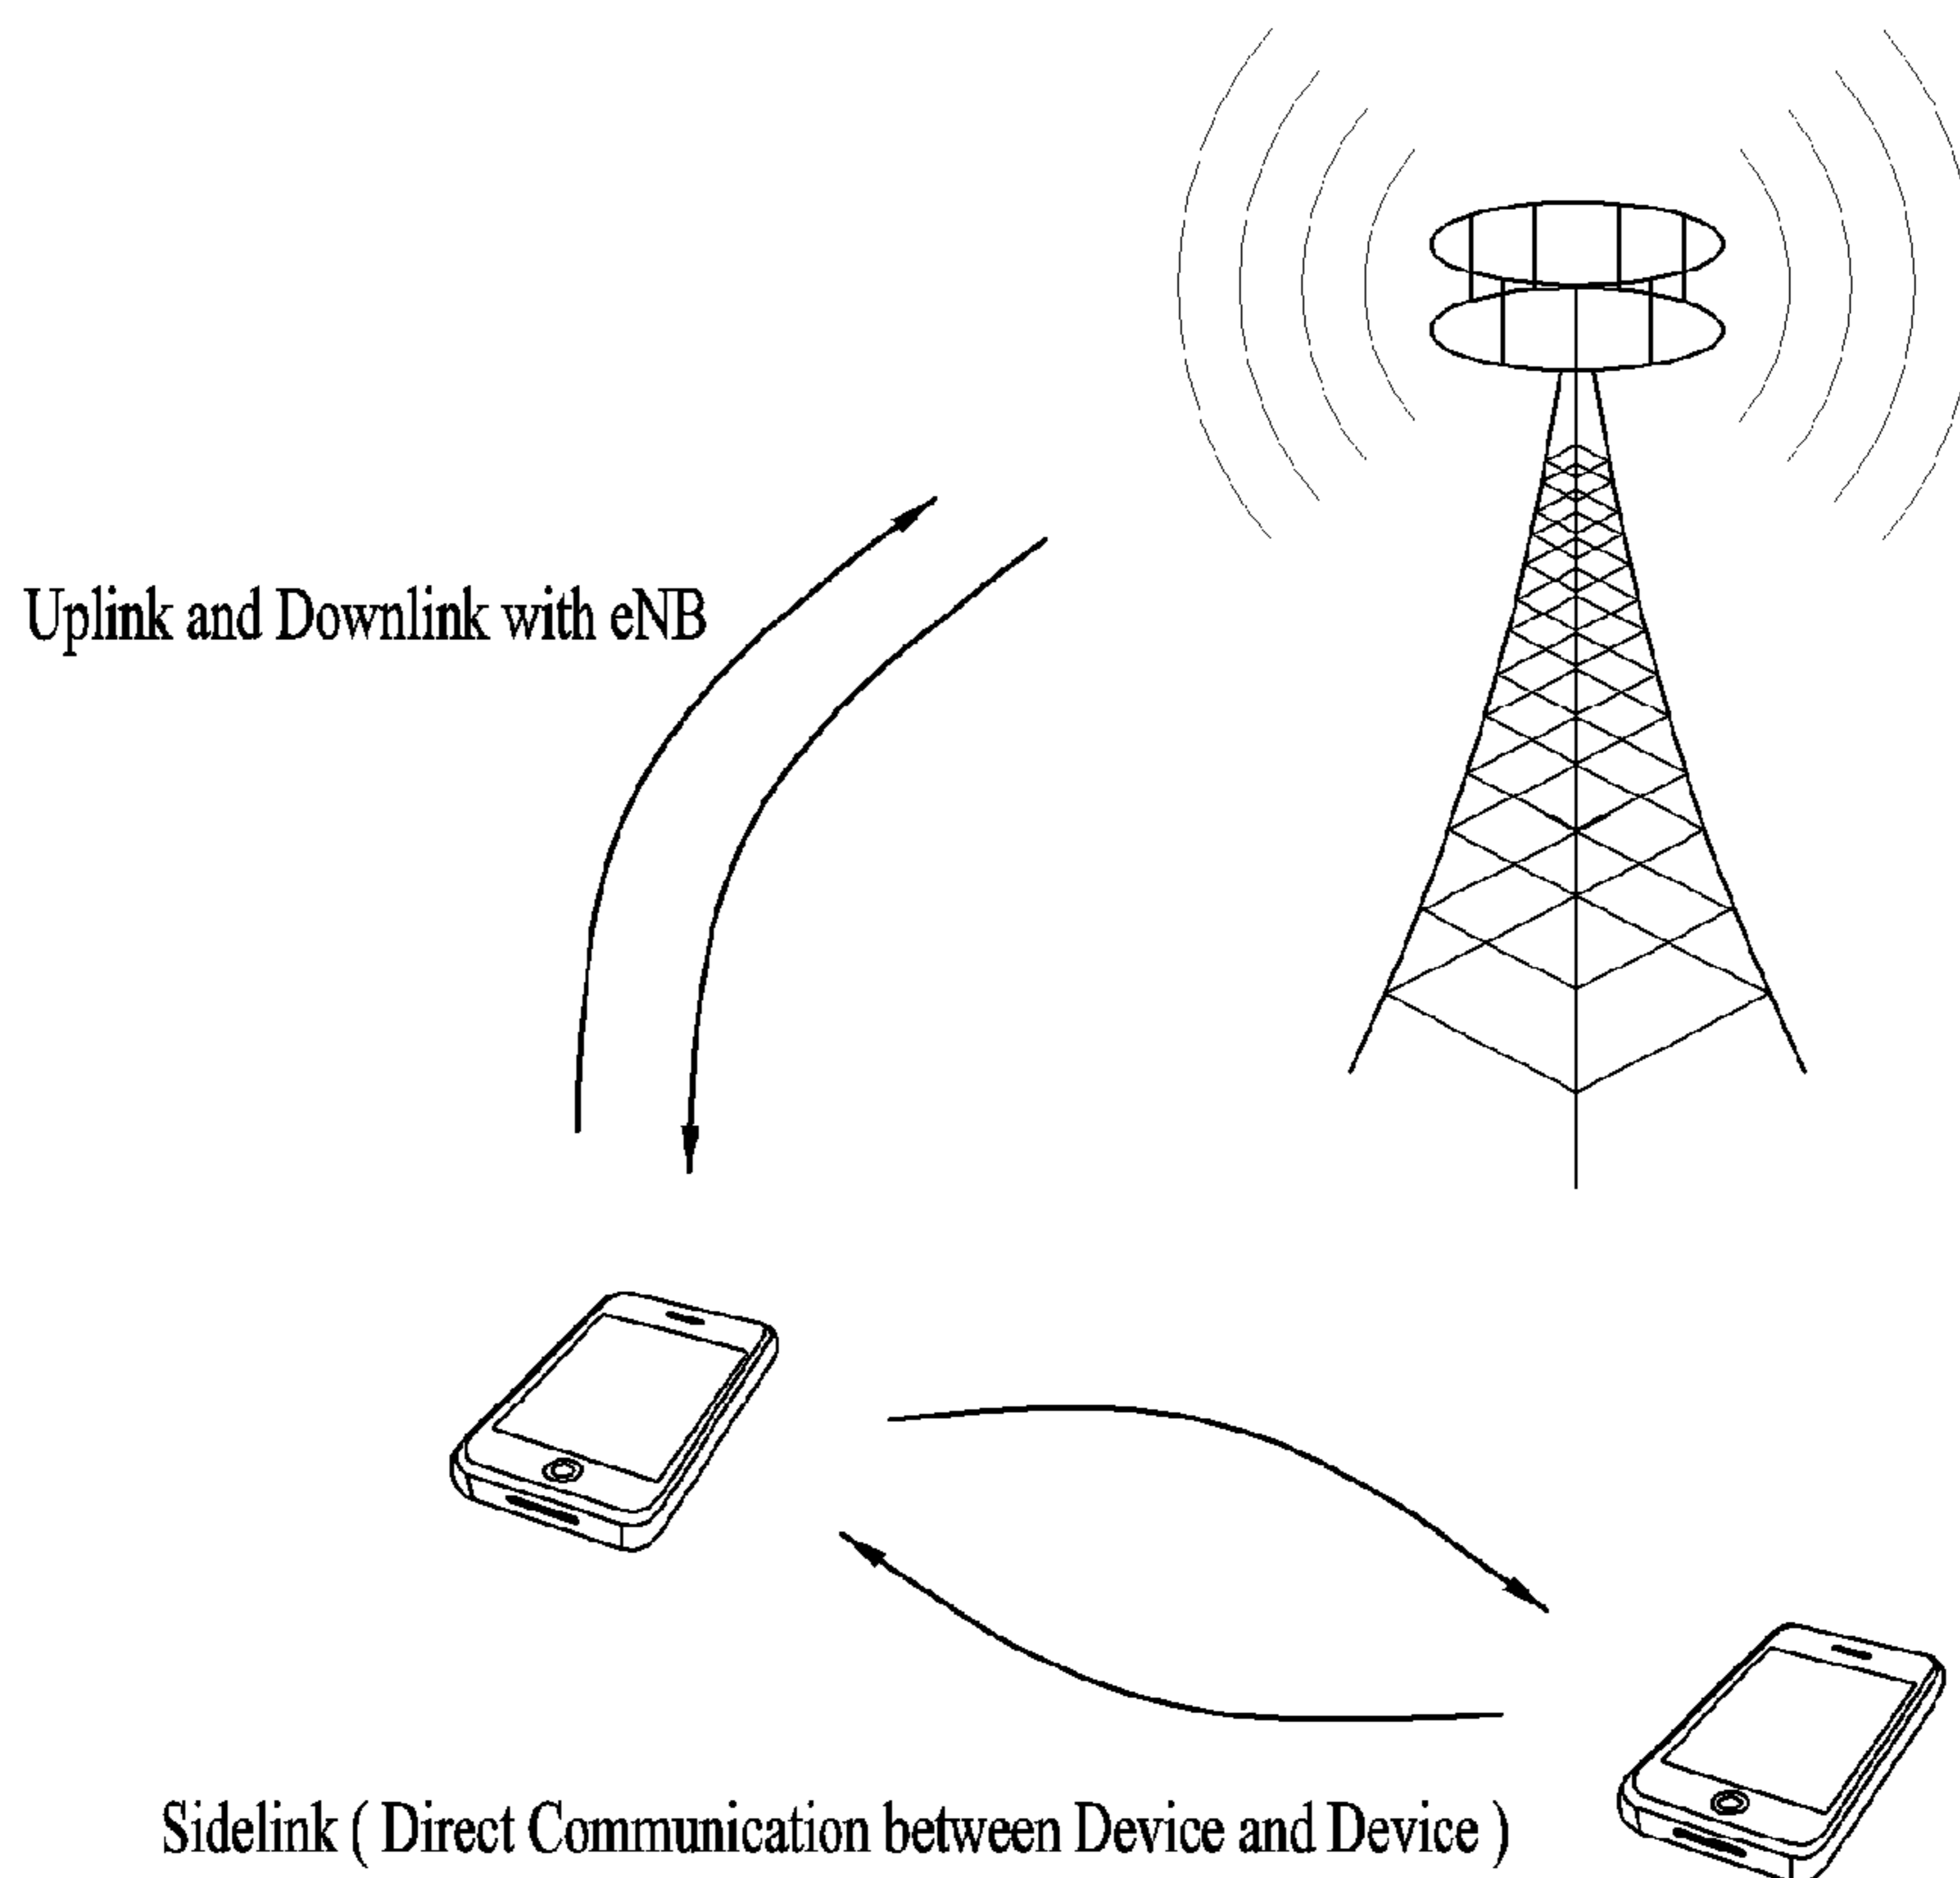 Uplink and Downlink with eNB
Sidelink ( Direct Communication between Device and Device )